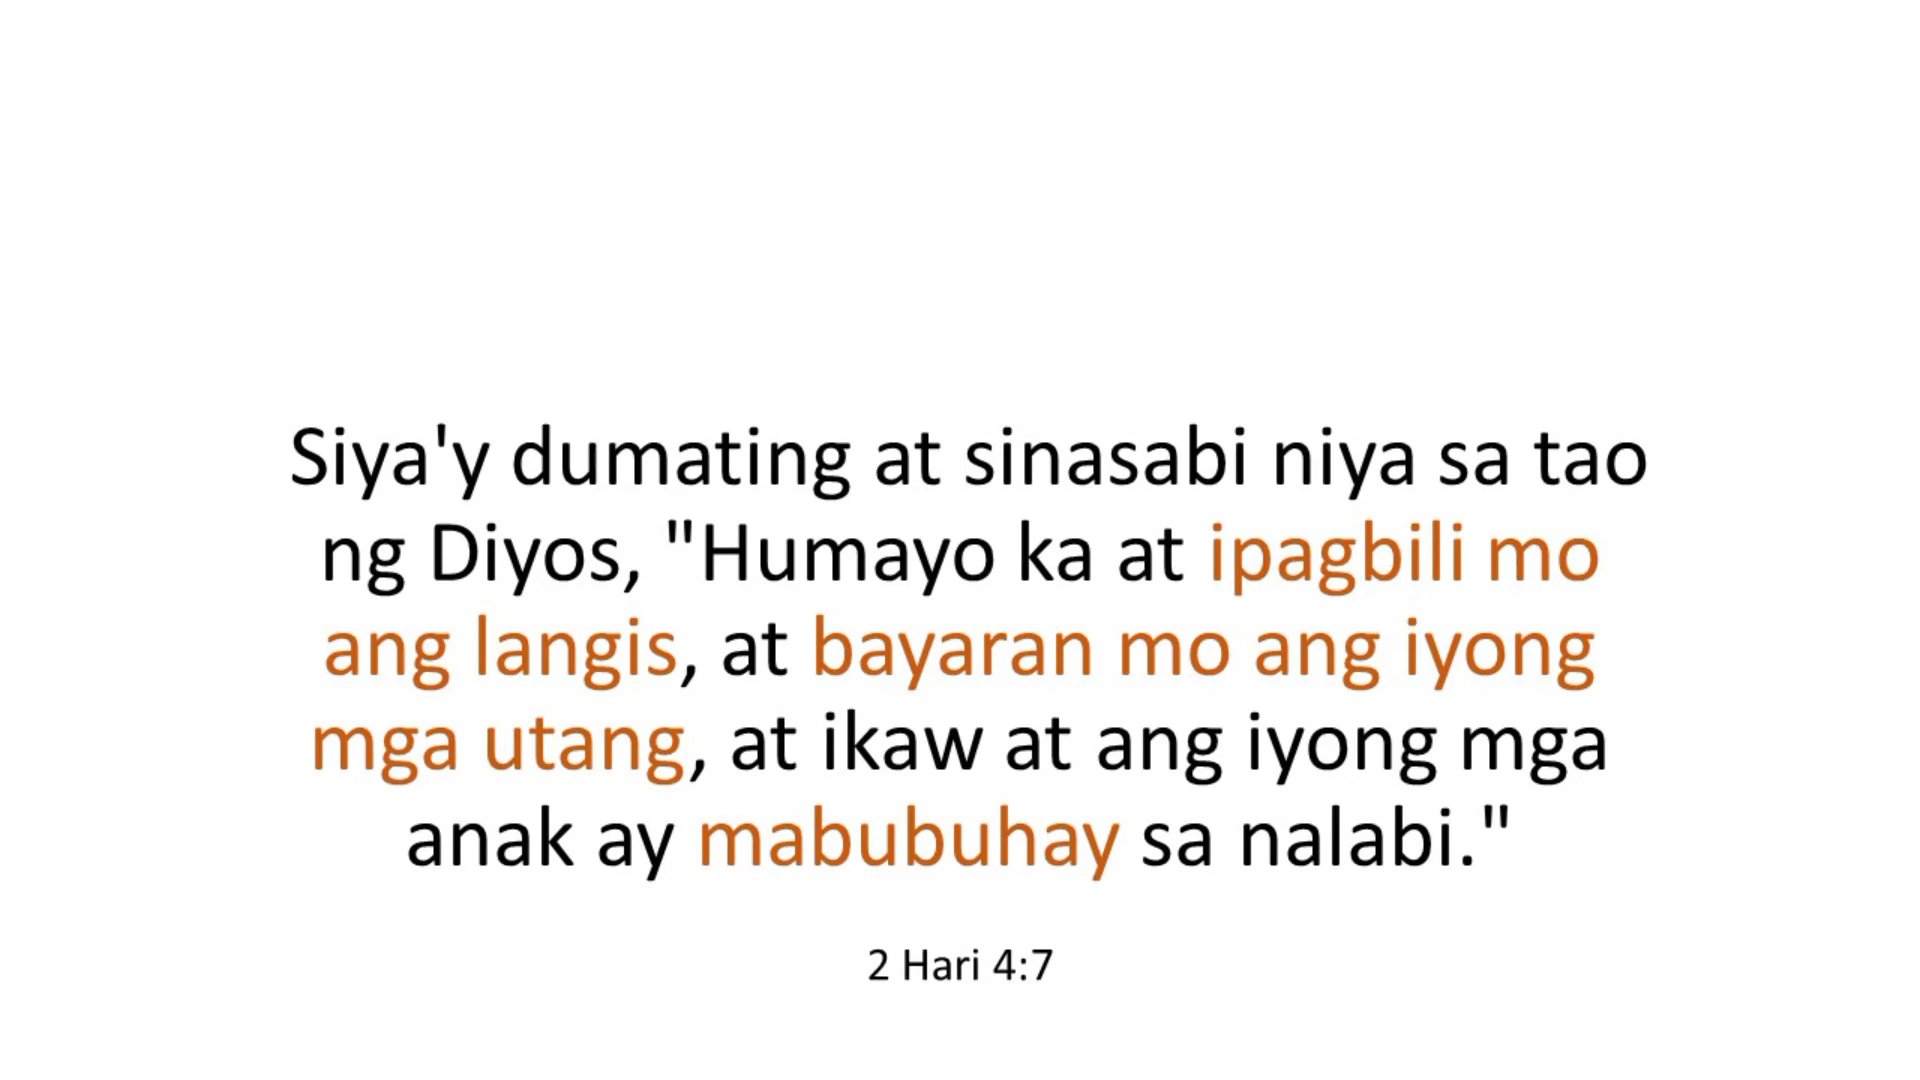 Siya'y dumating at sinasabi niya sa tao
ng Diyos, "Humayo ka at ipagbili mo
ang langis, at bayaran mo ang iyong
mga utang, at ikaw at ang iyong mga
anak ay mabubuhay sa nalabi."
2 Hari 4:7